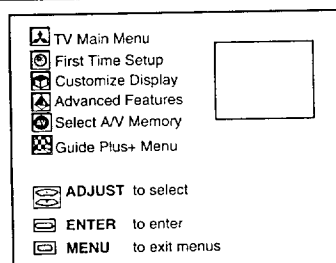 TV Main Menu
First Time Setup
Customize Display
Advanced Features
Select A/V Memory
Guide Plus+ Menu
ADJUST to select
ENTER to enter
MENU to exit menus